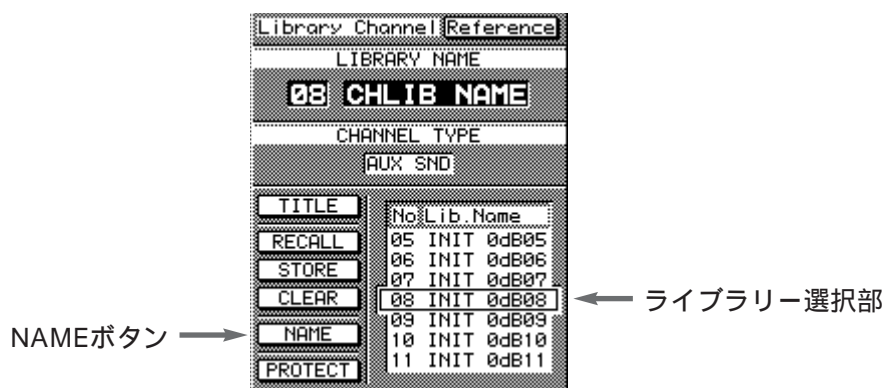 Library Channel Reference
LIBRARY NAME
08 CHLIB NAME
CHANNEL TYPE
AUX SND
TITLE
RECALL
STORE
CLEAR
NAME
PROTECT
No Lib.Name
05 INIT 0dB05
06 INIT 0dB06
07 INIT 0dB07
08 INIT 0dB08
09 INIT 0dB09
10 INIT 0dB10
11 INIT 0dB11
ライブラリー選択部
NAMEボタン